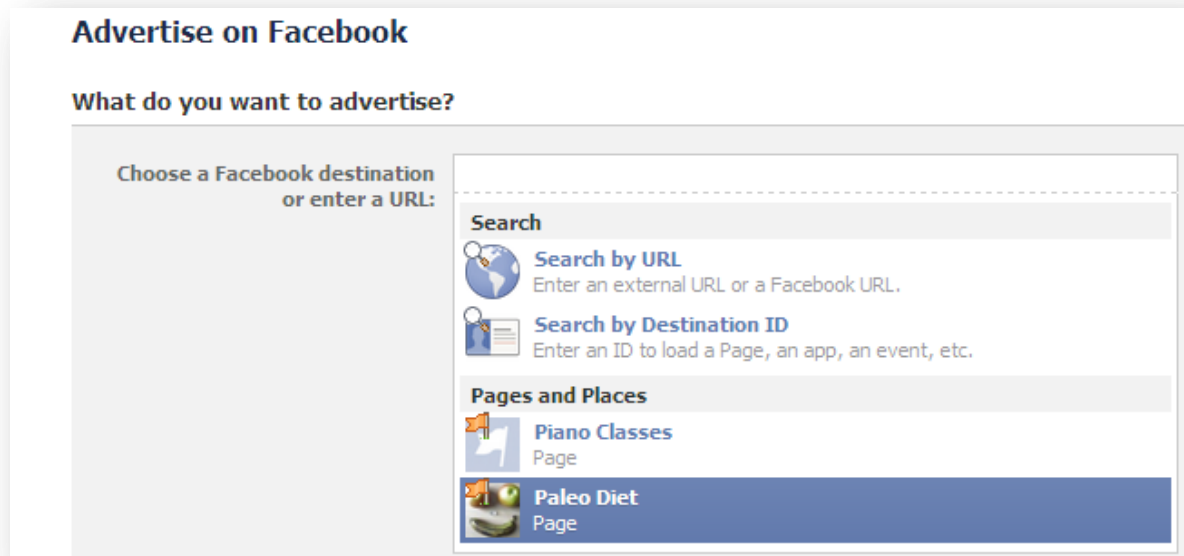 Advertise on Facebook
What do you want to advertise?
Choose a Facebook destination
or enter a URL:
Search
Search by URL
Enter an external URL or a Facebook URL.
Search by Destination ID
Enter an ID to load a Page, an app, an event, etc.
Pages and Places
Piano Classes
Page
Paleo Diet
Page